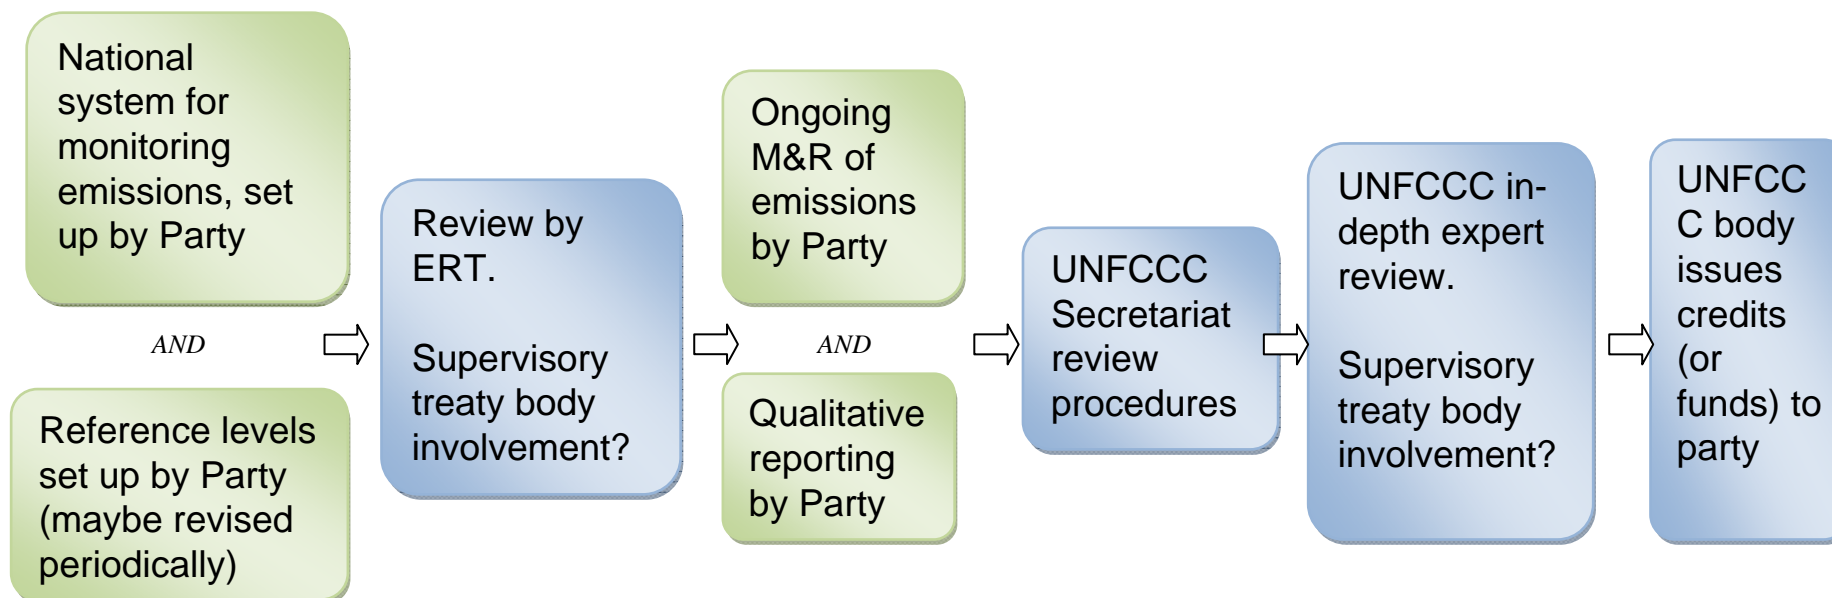 National
system for
monitoring
emissions, set
up by Party
AND
Reference levels
set up by Party
(maybe revised
periodically)
Review by
ERT.
Supervisory
treaty body
involvement?
Ongoing
M&R of
emissions
by Party
AND
Qualitative
reporting
by Party
UNFCCC
Secretariat
review
procedures
UNFCCC in-
depth expert
review.
Supervisory
treaty body
involvement?
UNFCC
C body
issues
credits
(or
funds) to
party